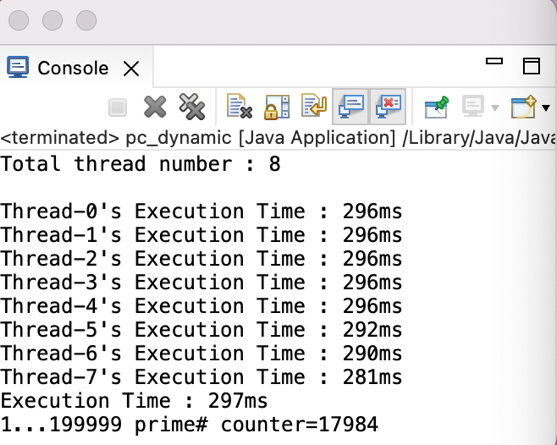 Console
<terminated> pc_dynamic [Java Application] /Library/Java/Java
Total thread number : 8
Thread-0's Execution Time : 296ms
Thread-1's Execution Time : 296ms
Thread-2's Execution Time : 296ms
Thread-3's Execution Time : 296ms
Thread-4's Execution Time : 296ms
Thread-5's Execution Time : 292ms
Thread-6's Execution Time : 290ms
Thread-7's Execution Time : 281ms
Execution Time : 297ms
1...199999 prime# counter=17984